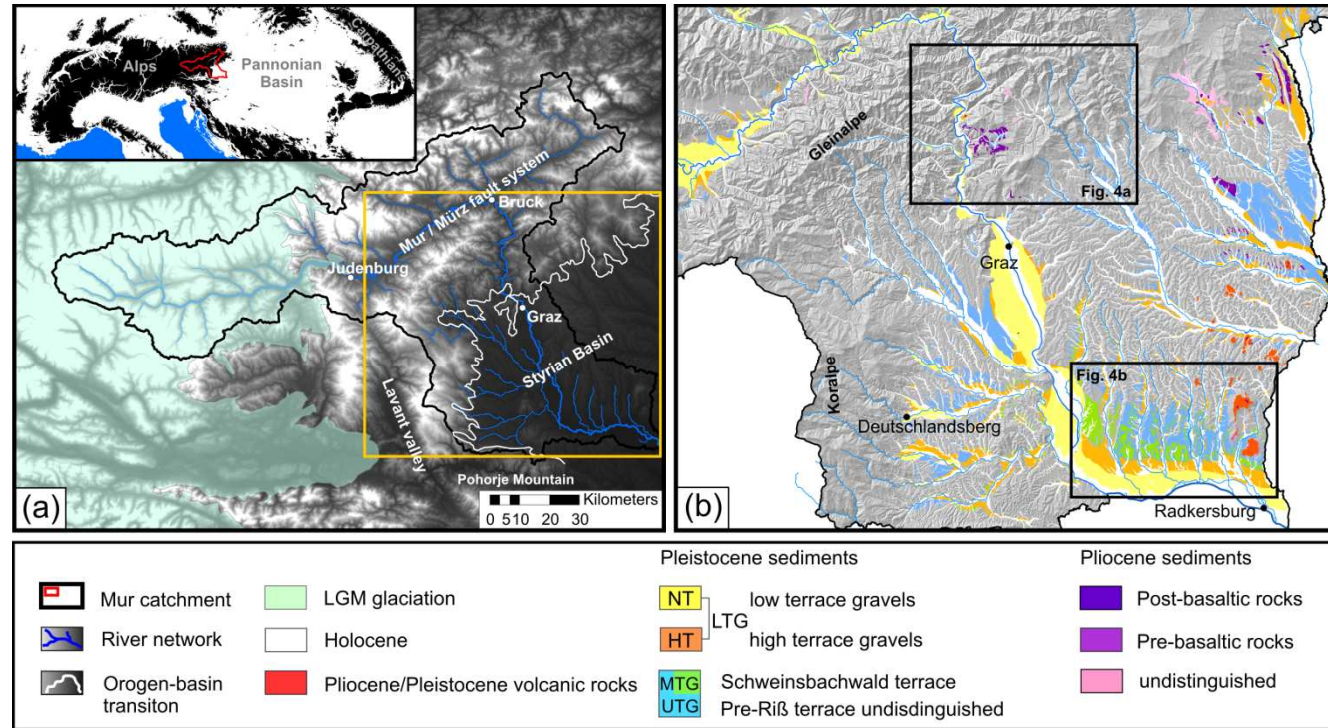 Alps
Pannonian
Basin
Carpathians
Mur / Mürz fault system
Bruck
Judenburg
Graz
Styrian Basin
Lavant valley
Pohorje Mountain
Kilometers
0 5 10 20 30
(a)
Gleinalpe
Fig. 4a
Graz
Koralpe
Fig. 4b
Deutschlandsberg
Radkersburg
(b)
Mur catchment
River network
Orogen-basin
transiton
LGM glaciation
Holocene
Pliocene/Pleistocene volcanic rocks
Pleistocene sediments
NT low terrace gravels
LTG
HT high terrace gravels
MTG Schweinsbachwald terrace
UTG Pre-Riß terrace undisdinguished
Pliocene sediments
Post-basaltic rocks
Pre-basaltic rocks
undistinguished